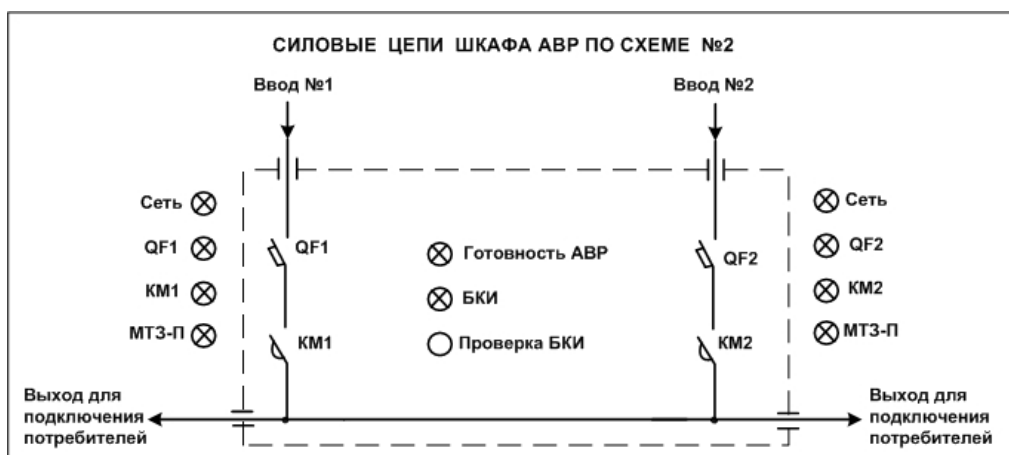 СИЛОВЫЕ ЦЕПИ ШКАФА АВР ПО СХЕМЕ №2
Ввод №1
Ввод №2
Сеть
QF1
КМ1
МТЗ-П
QF1
КМ1
Готовность АВР
БКИ
Проверка БКИ
QF2
КМ2
Сеть
QF2
КМ2
МТЗ-П
Выход для
подключения
потребителей
Выход для
подключения
потребителей